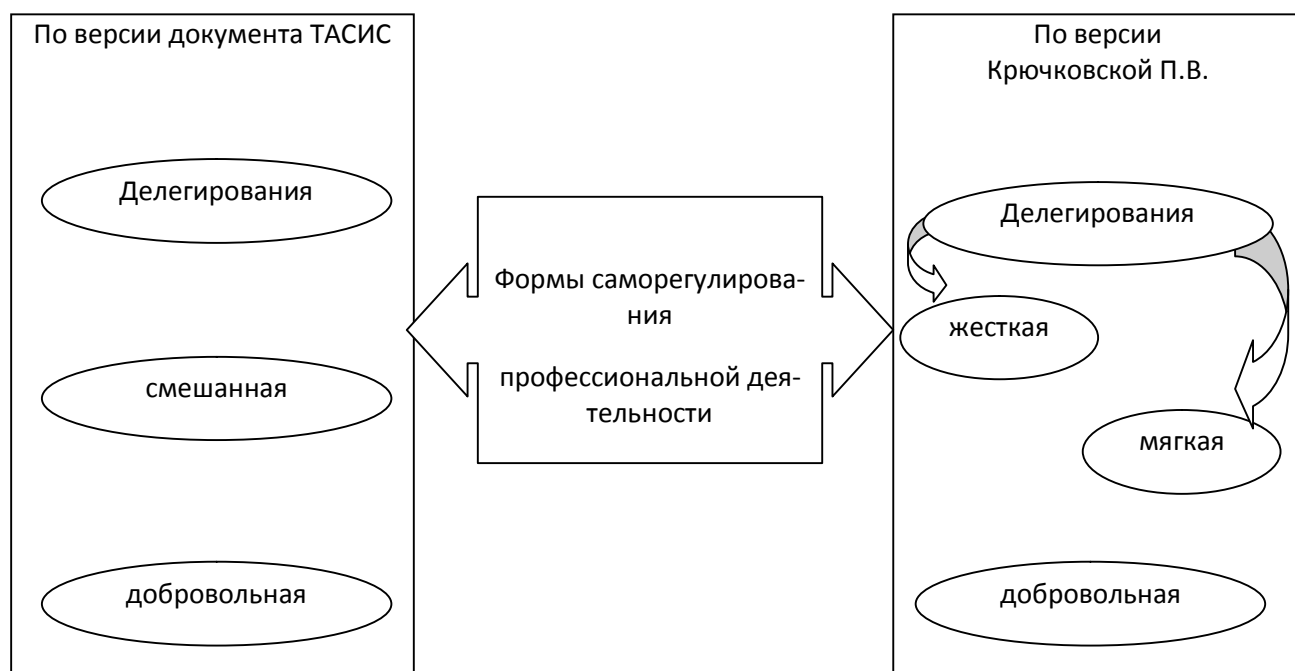 По версии документа ТАСИС
Делегирования
смешанная
добровольная
Формы саморегулирова-
ния
профессиональной дея-
тельности
По версии
Крючковской П.В.
Делегирования
жесткая
мягкая
добровольная